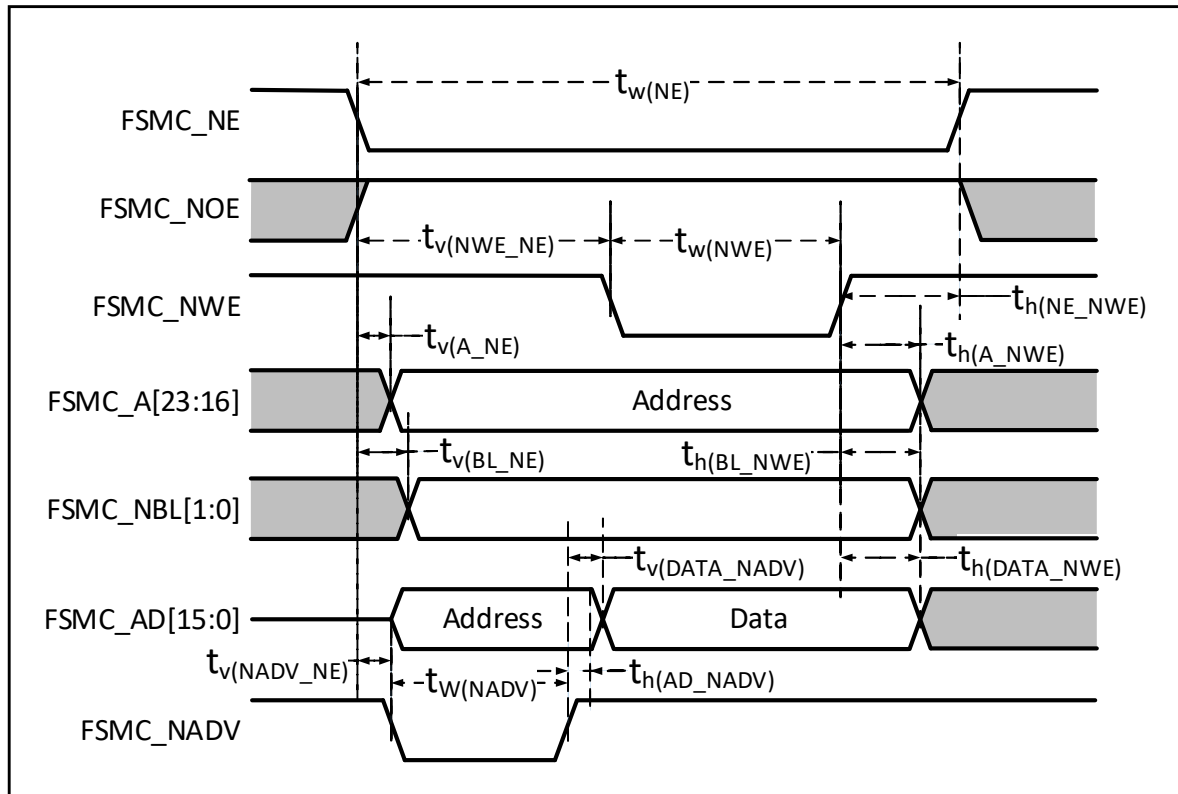 tw(NE)
FSMC_NE
FSMC_NOE
tv(NWE_NE) tw(NWE)
FSMC_NWE
th(NE_NWE)
tv(A_NE) th(A_NWE)
FSMC_A[23:16] Address
tv(BL_NE) th(BL_NWE)
FSMC_NBL[1:0]
tv(DATA_NADV) th(DATA_NWE)
FSMC_AD[15:0] Address Data
tv(NADV_NE) tW(NADV) th(AD_NADV)
FSMC_NADV